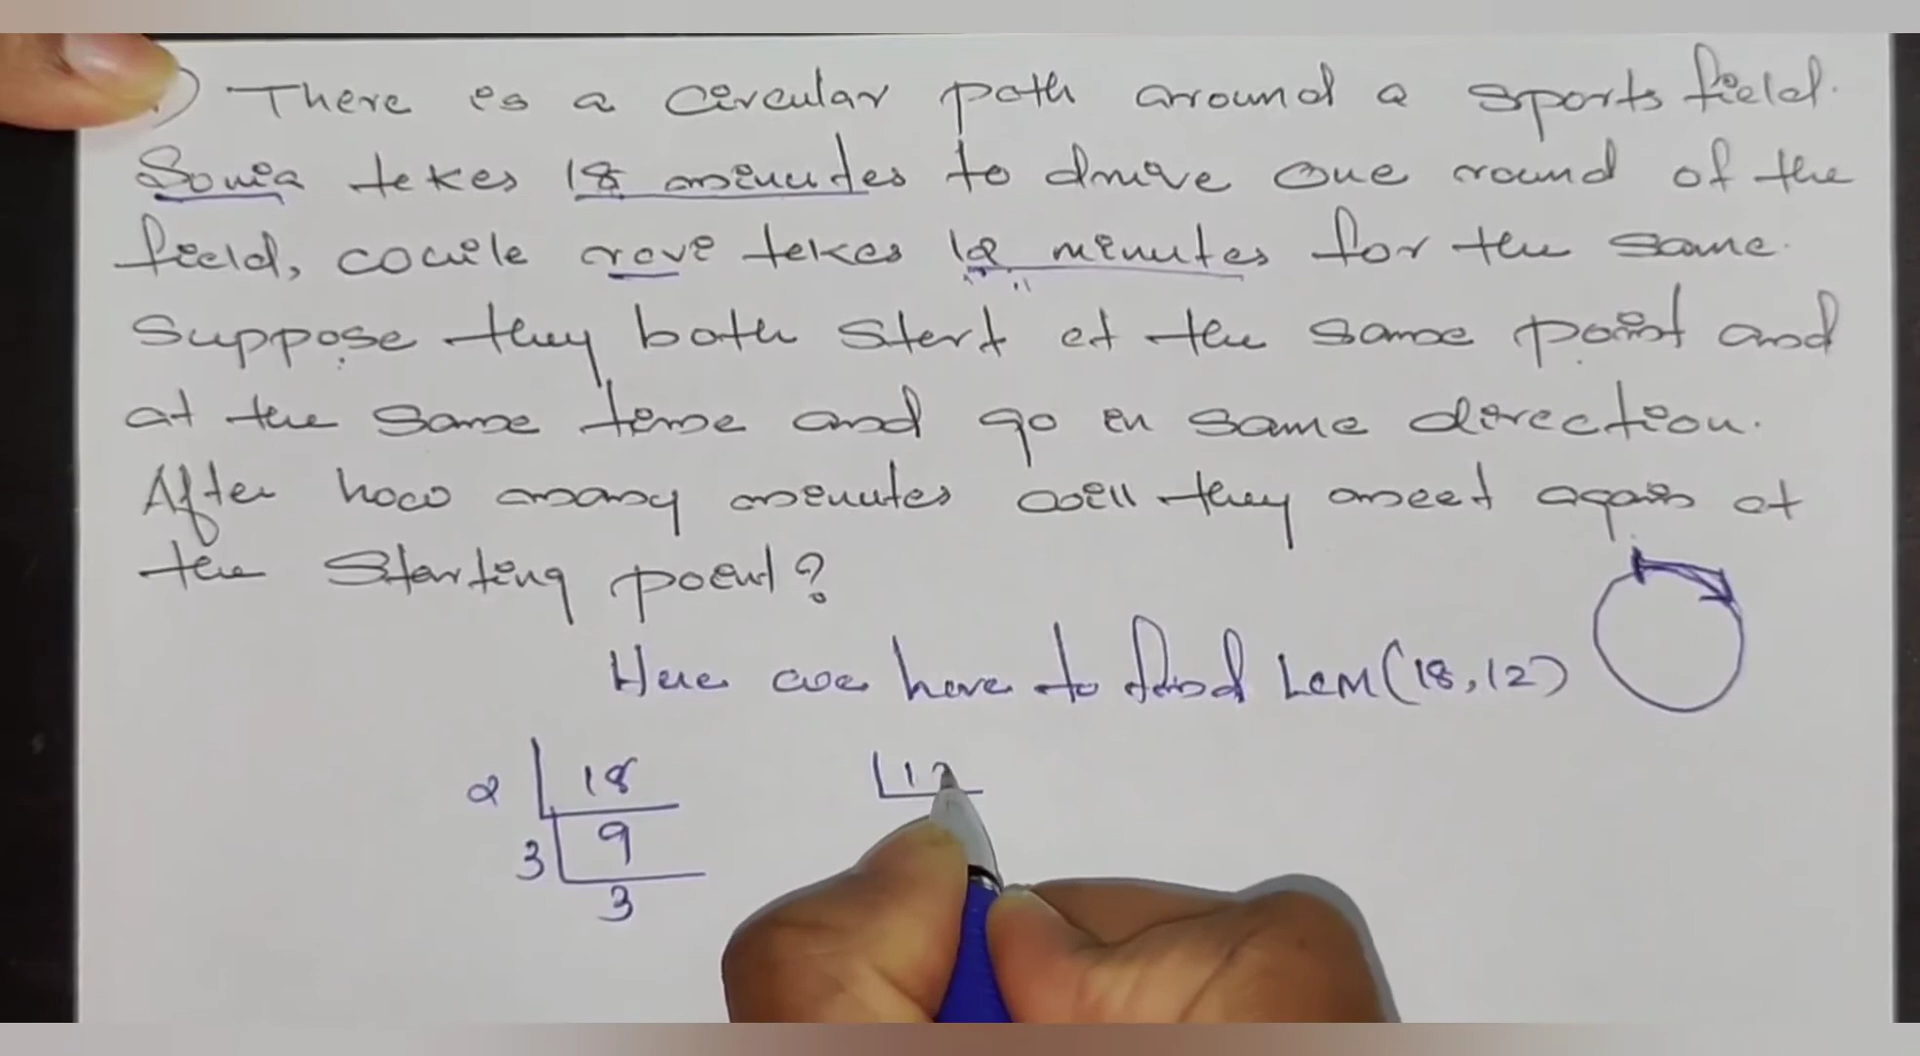 ) There is a circular path around a sports field.
Sonia takes 18 minutes to drive one round of the
field, while ravi takes 12 minutes for the same.
Suppose they both start at the same point and
at the same time and go in same direction.
After how many minutes will they meet again at
the starting point?
Here we have to find LCM(18,12)
2 18 12
3 9
3